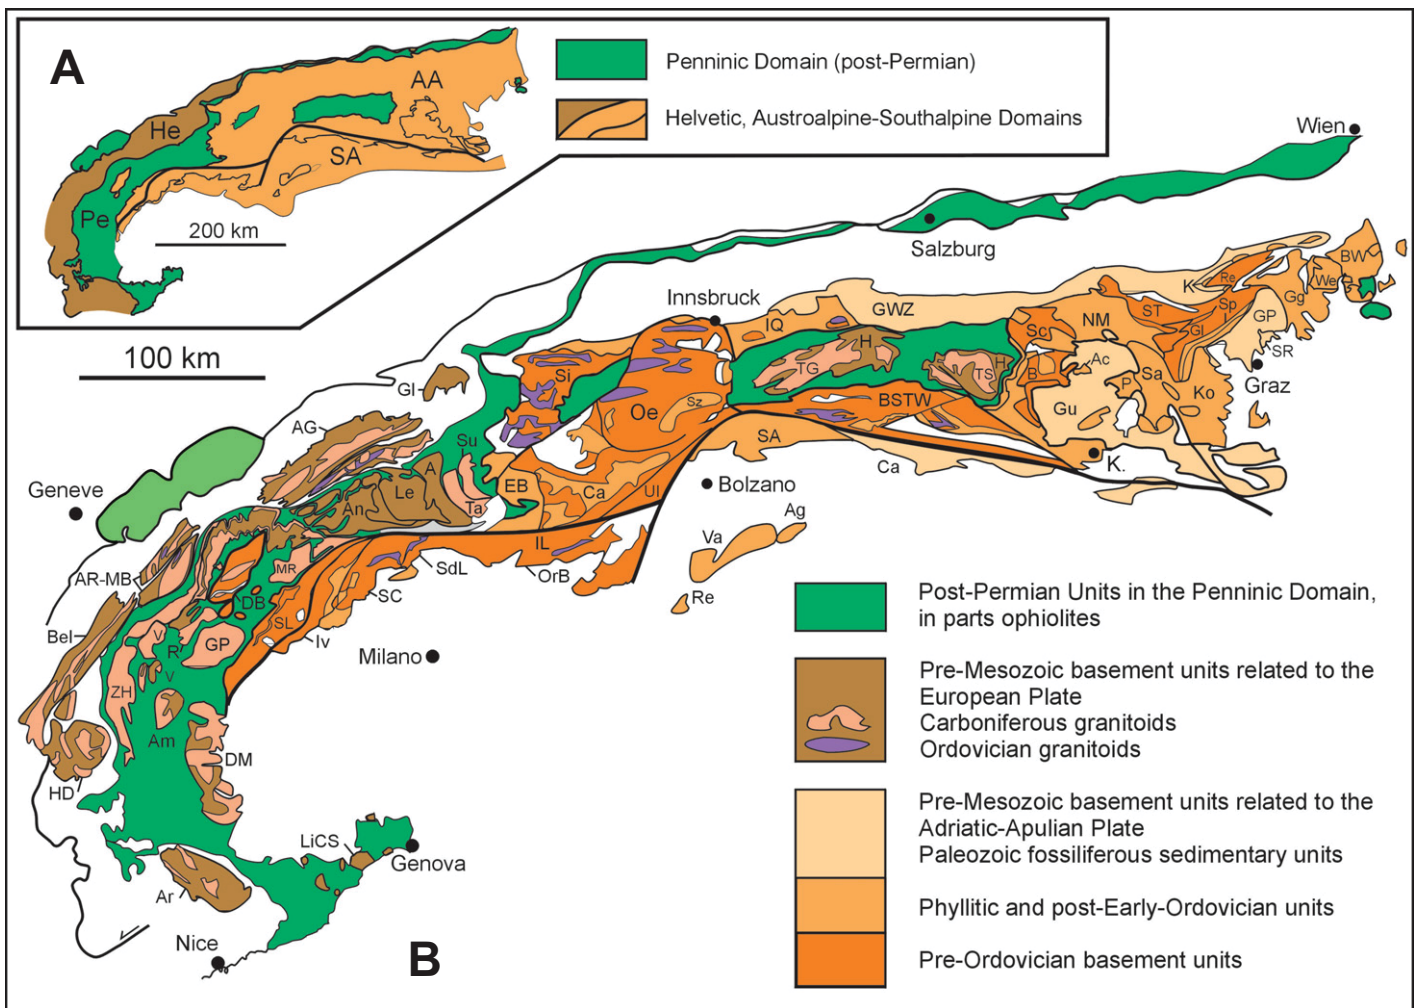 A
Penninic Domain (post-Permian)
Helvetic, Austroalpine-Southalpine Domains
AA
He
SA
Pe
200 km
Wien
Salzburg
Innsbruck
100 km
GWZ
IQ
K
Re
BW
We
Gg
ST
Sp
GP
NM
Gl
SR
Sc
Ac
B
P
Sa
Ko
Graz
Gu
K.
H
TG
H
TS
BSTW
Si
Oe
Sz
SA
Ca
Gl
AG
Su
A
Le
An
Ta
EB
Ca
UI
Bolzano
Ag
Va
Re
Geneve
AR-MB
MR
DB
IL
OrB
SdL
SC
SL
Iv
Bel
V
R
GP
V
ZH
Am
DM
HD
Milano
LiCS
Genova
Ar
Nice
B
Post-Permian Units in the Penninic Domain,
in parts ophiolites
Pre-Mesozoic basement units related to the
European Plate
Carboniferous granitoids
Ordovician granitoids
Pre-Mesozoic basement units related to the
Adriatic-Apulian Plate
Paleozoic fossiliferous sedimentary units
Phyllitic and post-Early-Ordovician units
Pre-Ordovician basement units